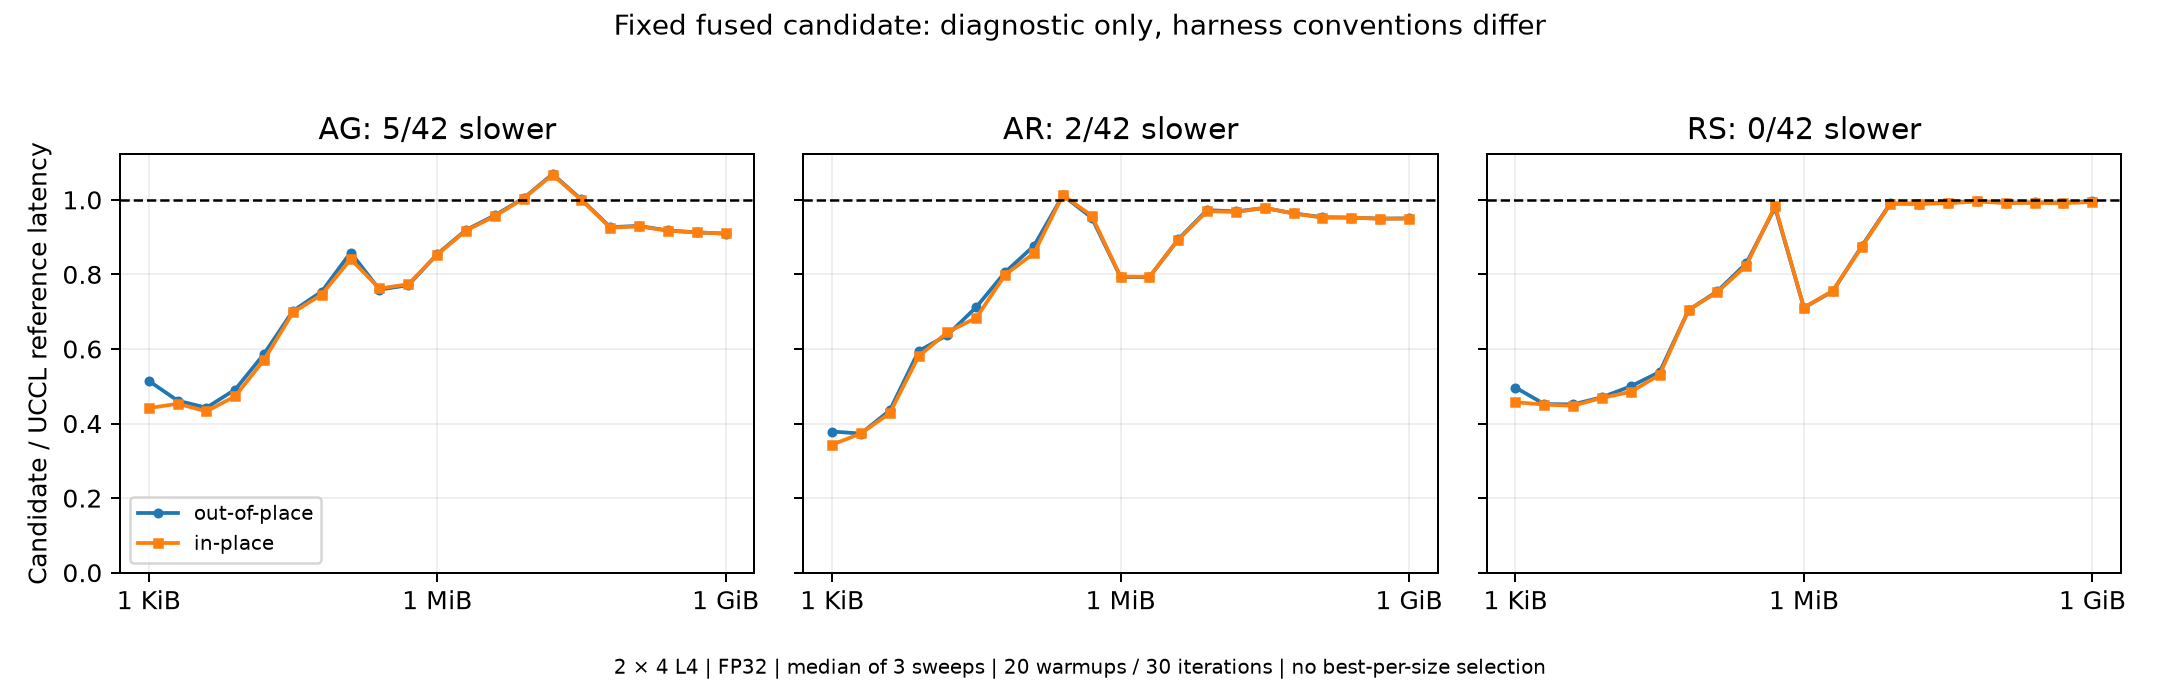 Fixed fused candidate: diagnostic only, harness conventions differ
AG: 5/42 slower
AR: 2/42 slower
RS: 0/42 slower
Candidate / UCCL reference latency
1.0
0.8
0.6
0.4
0.2
0.0
out-of-place
in-place
1 KiB
1 MiB
1 GiB
1 KiB
1 MiB
1 GiB
1 KiB
1 MiB
1 GiB
2 × 4 L4 | FP32 | median of 3 sweeps | 20 warmups / 30 iterations | no best-per-size selection